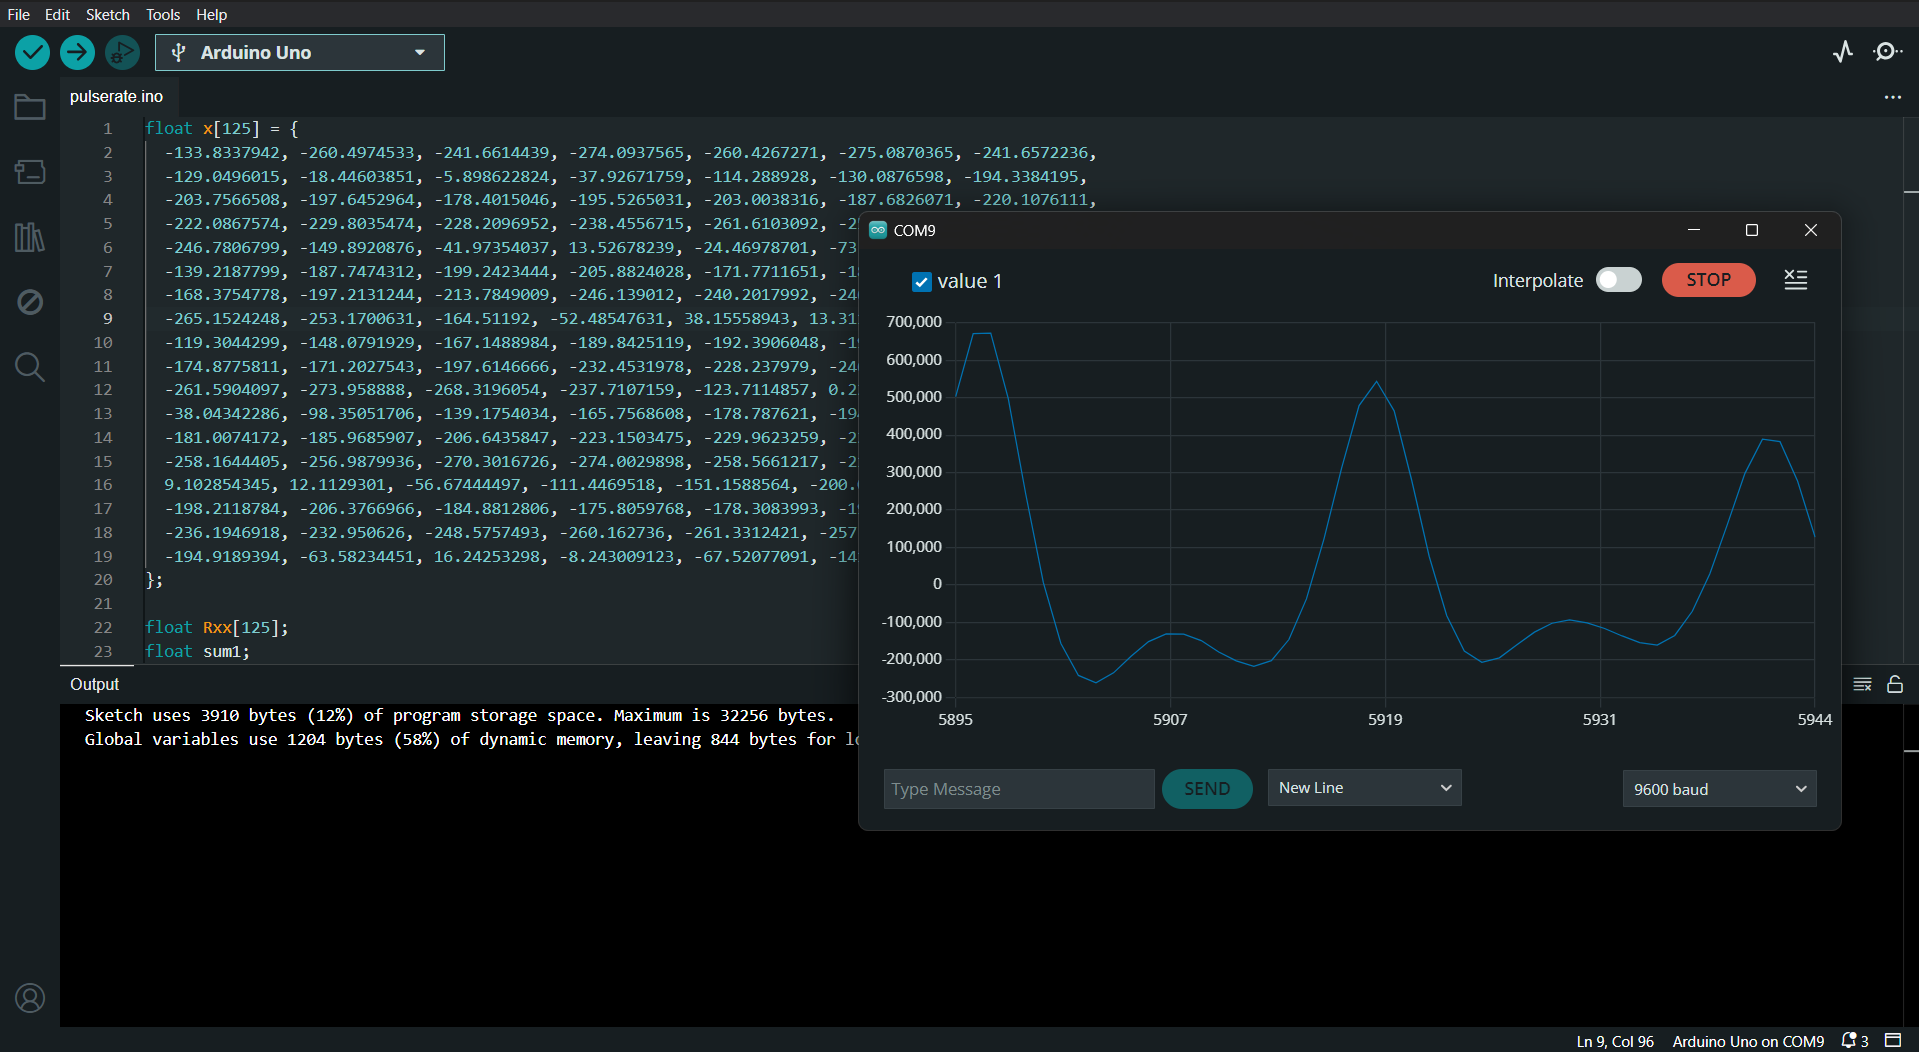 File Edit Sketch Tools Help
Arduino Uno
pulserate.ino
1 float x[125] = {
2 -133.8337942, -260.4974533, -241.6614439, -274.0937565, -260.4267271, -275.0870365, -241.6572236,
3 -129.0496015, -18.44603851, -5.898622824, -37.92671759, -114.288928, -130.0876598, -194.3384195,
4 -203.7566508, -197.6452964, -178.4015046, -195.5265031, -203.0038316, -187.6826071, -220.1076111,
5 -222.0867574, -229.8035474, -228.2096952, -238.4556715, -261.6103092,
6 -246.7806799, -149.8920876, -41.97354037, 13.52678239, -24.46978701, -73
7 -139.2187799, -187.7474312, -199.2423444, -205.8824028, -171.7711651,
8 -168.3754778, -197.2131244, -213.7849009, -246.139012, -240.2017992, -24
9 -265.1524248, -253.1700631, -164.51192, -52.48547631, 38.15558943, 13.31
10 -119.3044299, -148.0791929, -167.1488984, -189.8425119, -192.3906048,
11 -174.8775811, -171.2027543, -197.6146666, -232.4531978, -228.237979, -24
12 -261.5904097, -273.958888, -268.3196054, -237.7107159, -123.7114857, 0.2
13 -38.04342286, -98.35051706, -139.1754034, -165.7568608, -178.787621, -19
14 -181.0074172, -185.9685907, -206.6435847, -223.1503475, -229.9623259, -2
15 -258.1644405, -256.9879936, -270.3016726, -274.0029898, -258.5661217, -2
16 9.102854345, 12.1129301, -56.67444497, -111.4469518, -151.1588564, -200.
17 -198.2118784, -206.3766966, -184.8812806, -175.8059768, -178.3083993,
18 -236.1946918, -232.950626, -248.5757493, -260.162736, -261.3312421, -257
19 -194.9189394, -63.58234451, 16.24253298, -8.243009123, -67.52077091, -14
20 };
21
22 float Rxx[125];
23 float sum1;
COM9
value 1
Interpolate
STOP
700,000
600,000
500,000
400,000
300,000
200,000
100,000
0
-100,000
-200,000
-300,000
5895 5907 5919 5931 5944
Type Message SEND New Line 9600 baud
Output
Sketch uses 3910 bytes (12%) of program storage space. Maximum is 32256 bytes.
Global variables use 1204 bytes (58%) of dynamic memory, leaving 844 bytes for
Ln 9, Col 96 Arduino Uno on COM9 3